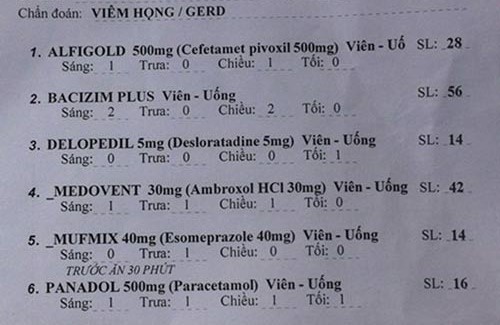 Chẩn đoán: VIÊM HỌNG / GERD
1. ALFIGOLD 500mg (Cefetamet pivoxil 500mg) Viên - Uố SL: 28
Sáng: 1 Trưa: 0 Chiều: 1 Tối: 0
2. BACIZIM PLUS Viên - Uống SL: 56
Sáng: 2 Trưa: 0 Chiều: 2 Tối: 0
3. DELOPEDIL 5mg (Desloratadine 5mg) Viên - Uống SL: 14
Sáng: 0 Trưa: 0 Chiều: 0 Tối: 1
4. _MEDOVENT 30mg (Ambroxol HCl 30mg) Viên - Uống SL: 42
Sáng: 1 Trưa: 1 Chiều: 1 Tối: 0
5. _MUFMIX 40mg (Esomeprazole 40mg) Viên - Uống SL: 14
Sáng: 0 Trưa: 1 Chiều: 0 Tối: 0
TRƯỚC ĂN 30 PHÚT
6. PANADOL 500mg (Paracetamol) Viên - Uống SL: 16
Sáng: 1 Trưa: 1 Chiều: 1 Tối: 1